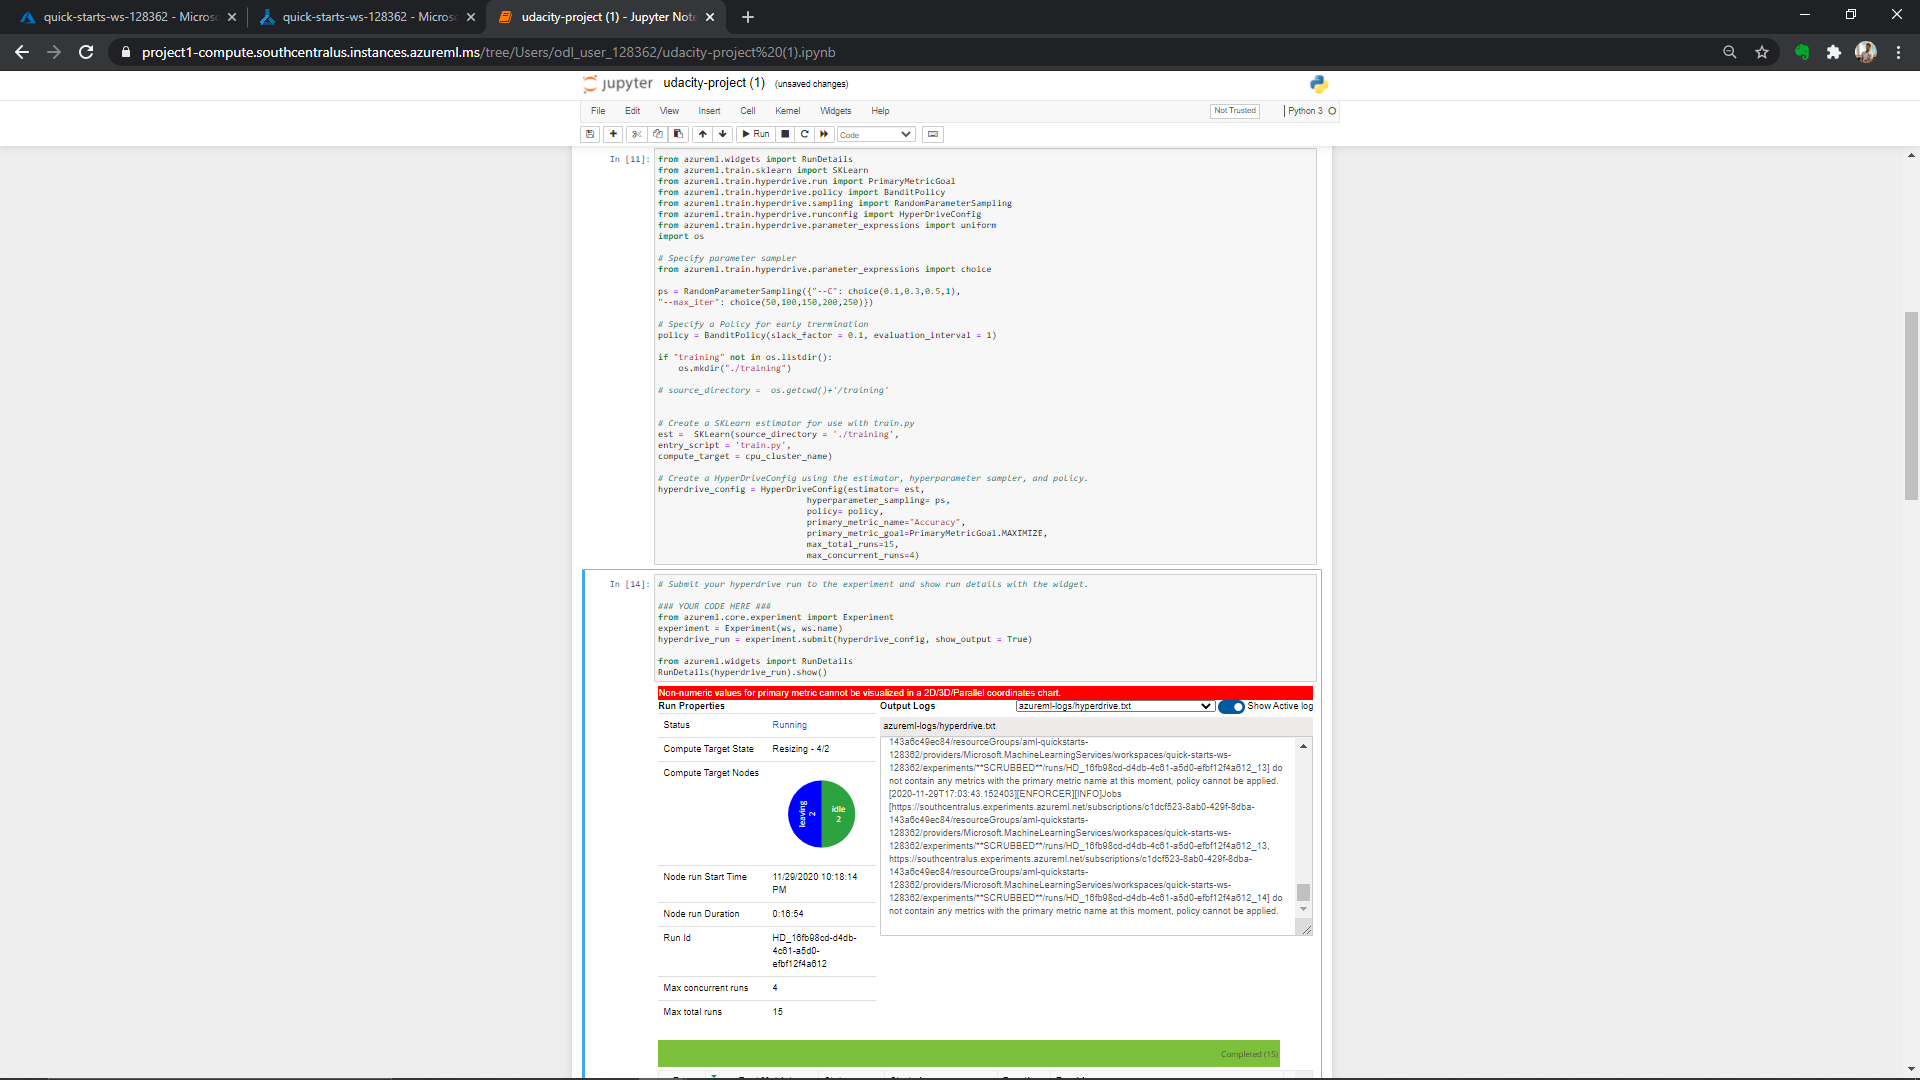 quick-starts-ws-128362 - Micros
quick-starts-ws-128362 - Micros
udacity-project (1) - Jupyter Note
project1-compute.southcentralus.instances.azureml.ms/tree/Users/odl_user_128362/udacity-project%20(1).ipynb
jupyter udacity-project (1) (unsaved changes)
File Edit View Insert Cell Kernel Widgets Help Not Trusted Python 3
Run Code
In [11]:
from azureml.widgets import RunDetails
from azureml.train.sklearn import SKLearn
from azureml.train.hyperdrive.run import PrimaryMetricGoal
from azureml.train.hyperdrive.policy import BanditPolicy
from azureml.train.hyperdrive.sampling import RandomParameterSampling
from azureml.train.hyperdrive.runconfig import HyperDriveConfig
from azureml.train.hyperdrive.parameter_expressions import uniform
import os
# Specify parameter sampler
from azureml.train.hyperdrive.parameter_expressions import choice
ps = RandomParameterSampling({"--C": choice(0.1,0.3,0.5,1),
"--max_iter": choice(50,100,150,200,250)})
# Specify a Policy for early trermination
policy = BanditPolicy(slack_factor = 0.1, evaluation_interval = 1)
if "training" not in os.listdir():
os.mkdir("./training")
# source_directory = os.getcwd()+'/training'
# Create a SKLearn estimator for use with train.py
est = SKLearn(source_directory = './training',
entry_script = 'train.py',
compute_target = cpu_cluster_name)
# Create a HyperDriveConfig using the estimator, hyperparameter sampler, and policy.
hyperdrive_config = HyperDriveConfig(estimator= est,
hyperparameter_sampling= ps,
policy= policy,
primary_metric_name="Accuracy",
primary_metric_goal=PrimaryMetricGoal.MAXIMIZE,
max_total_runs=15,
max_concurrent_runs=4)
In [14]:
# Submit your hyperdrive run to the experiment and show run details with the widget.
### YOUR CODE HERE ###
from azureml.core.experiment import Experiment
experiment = Experiment(ws, ws.name)
hyperdrive_run = experiment.submit(hyperdrive_config, show_output = True)
from azureml.widgets import RunDetails
RunDetails(hyperdrive_run).show()
Non-numeric values for primary metric cannot be visualized in a 2D/3D/Parallel coordinates chart.
Run Properties
Status Running
Compute Target State Resizing - 4/2
Compute Target Nodes
leaving 2
idle 2
Node run Start Time 11/29/2020 10:18:14 PM
Node run Duration 0:16:54
Run Id HD_16fb98cd-d4db-
4c61-a5d0-
efbf12f4a612
Max concurrent runs 4
Max total runs 15
Output Logs azureml-logs/hyperdrive.txt Show Active log
azureml-logs/hyperdrive.txt
143a6c49ec84/resourceGroups/aml-quickstarts-
128362/providers/Microsoft.MachineLearningServices/workspaces/quick-starts-ws-
128362/experiments/**SCRUBBED**/runs/HD_16fb98cd-d4db-4c61-a5d0-efbf12f4a612_13] do
not contain any metrics with the primary metric name at this moment, policy cannot be applied.
[2020-11-29T17:03:43.152403][ENFORCER][INFO]Jobs
[https://southcentralus.experiments.azureml.net/subscriptions/c1dcf523-8ab0-429f-8dba-
143a6c49ec84/resourceGroups/aml-quickstarts-
128362/providers/Microsoft.MachineLearningServices/workspaces/quick-starts-ws-
128362/experiments/**SCRUBBED**/runs/HD_16fb98cd-d4db-4c61-a5d0-efbf12f4a612_13,
https://southcentralus.experiments.azureml.net/subscriptions/c1dcf523-8ab0-429f-8dba-
143a6c49ec84/resourceGroups/aml-quickstarts-
128362/providers/Microsoft.MachineLearningServices/workspaces/quick-starts-ws-
128362/experiments/**SCRUBBED**/runs/HD_16fb98cd-d4db-4c61-a5d0-efbf12f4a612_14] do
not contain any metrics with the primary metric name at this moment, policy cannot be applied.
Completed (15)